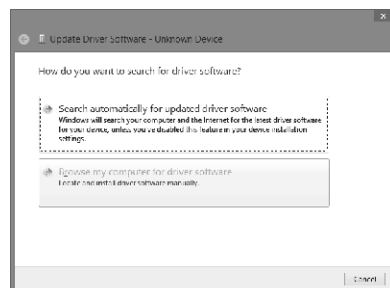 Update Driver Software - Unknown Device
How do you want to search for driver software?
Search automatically for updated driver software
Windows will search your computer and the Internet for the latest driver software
for your device, unless you've disabled this feature in your device installation
settings.
Browse my computer for driver software
Locate and install driver software manually.
Cancel